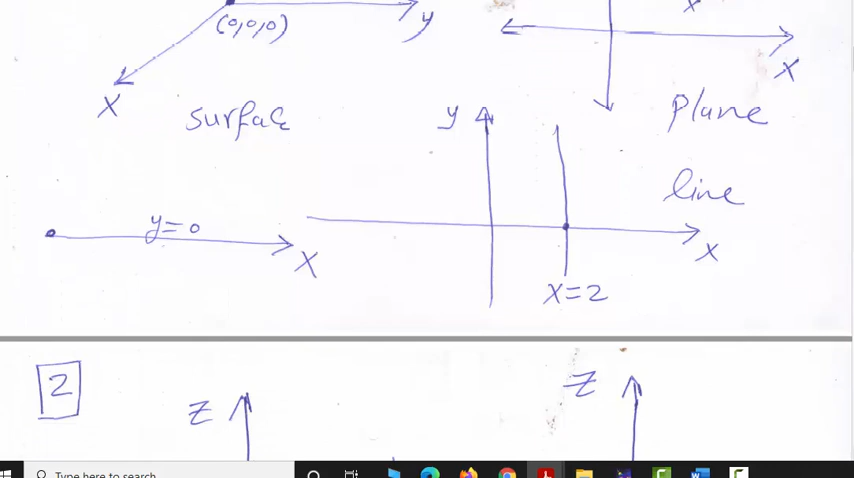 (0,0,0)
y
x
x
X
surface
y
plane
line
y = 0
X
x
x = 2
2
z
z
Type here to search